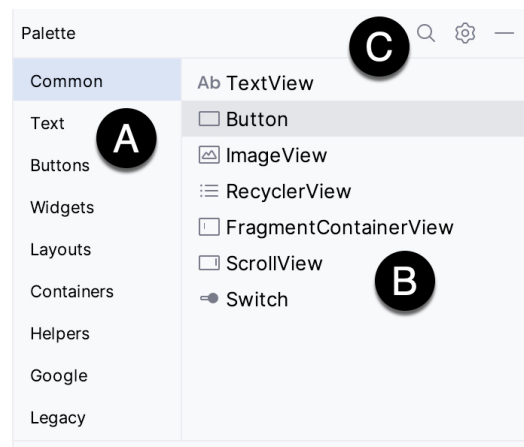 Palette
C
Common
Text
A
Buttons
Widgets
Layouts
Containers
Helpers
Google
Legacy
Ab TextView
Button
ImageView
RecyclerView
FragmentContainerView
ScrollView
B
Switch